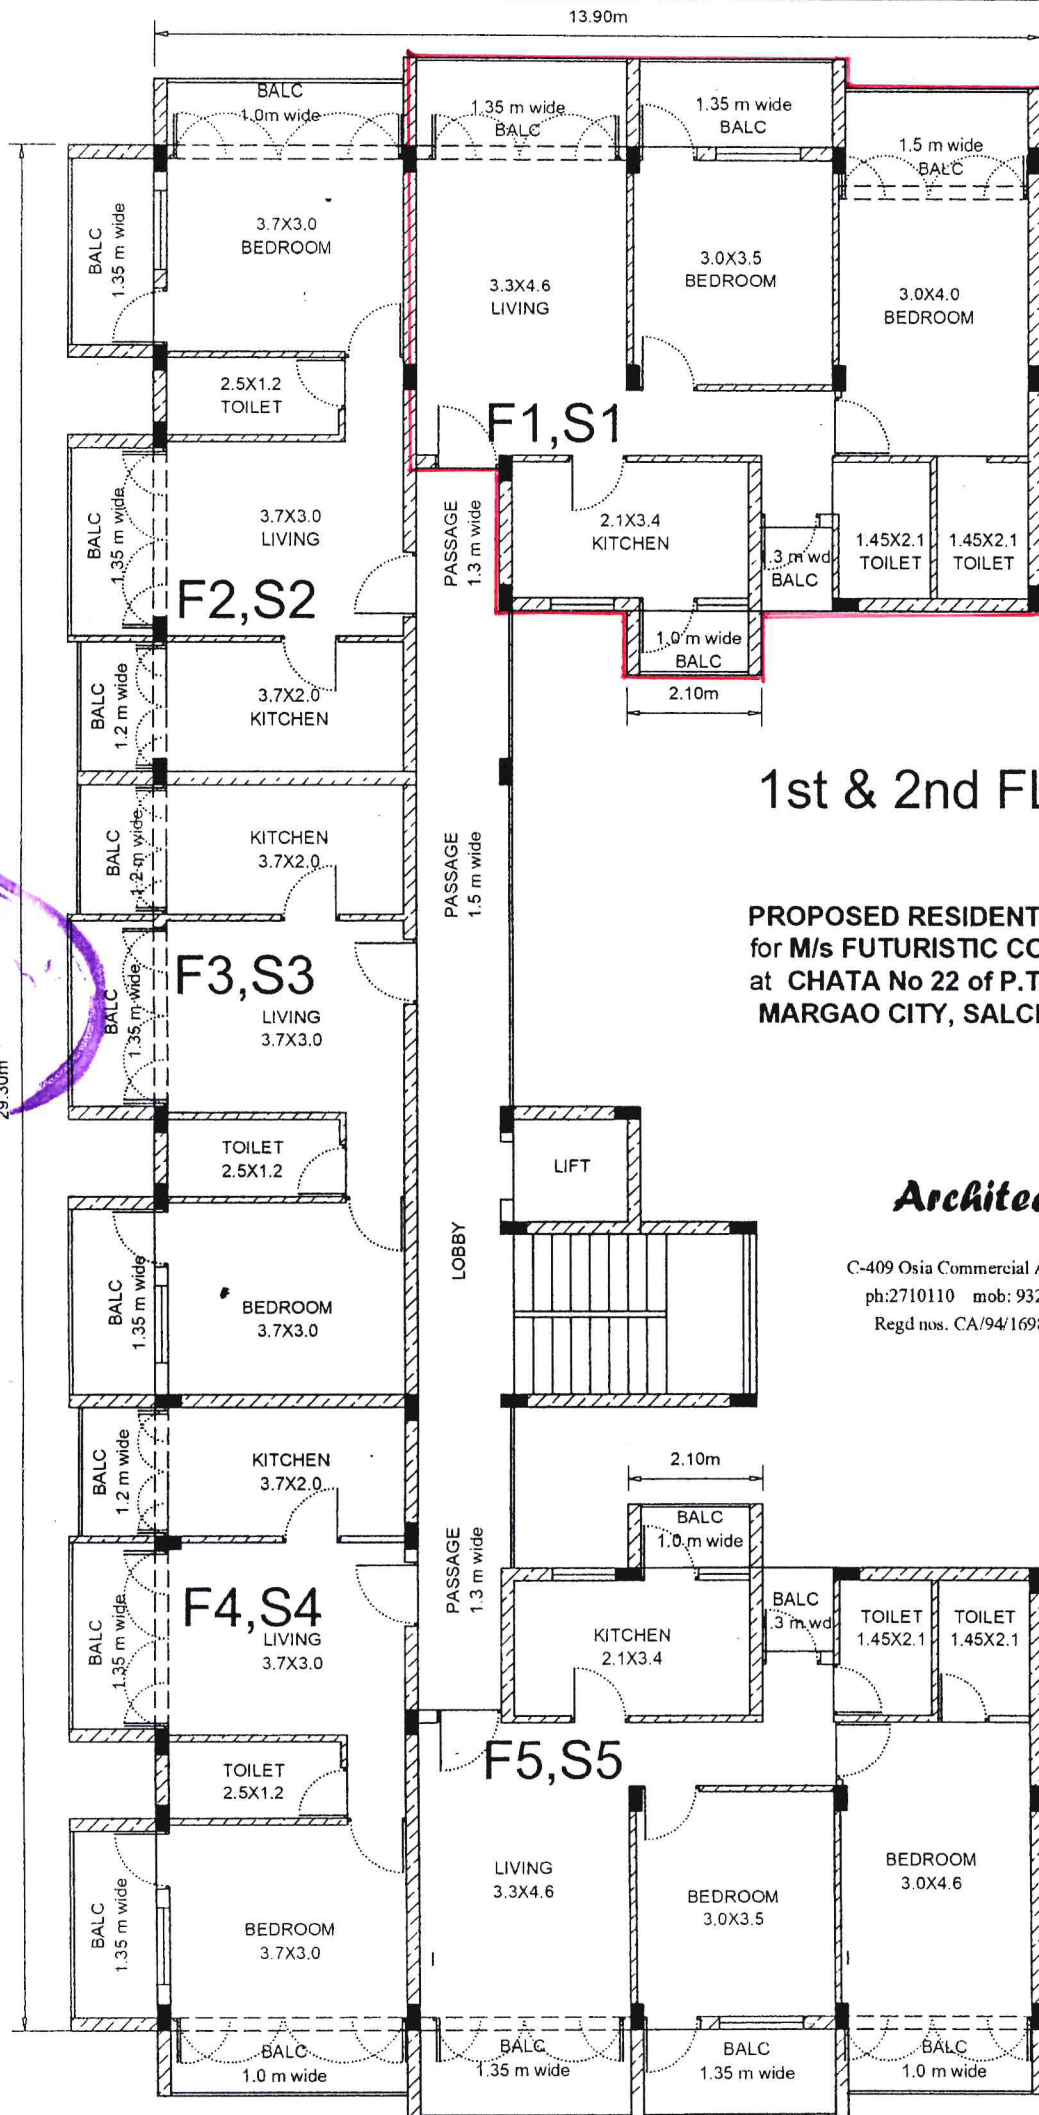 13.90m
BALC
1.0m wide
1.35 m wide
BALC
1.35 m wide
BALC
1.5 m wide
BALC
BALC
1.35 m wide
3.7X3.0
BEDROOM
3.3X4.6
LIVING
3.0X3.5
BEDROOM
3.0X4.0
BEDROOM
2.5X1.2
TOILET
F1,S1
BALC
1.35 m wide
3.7X3.0
LIVING
PASSAGE
1.3 m wide
2.1X3.4
KITCHEN
.3 m wd
BALC
1.45X2.1
TOILET
1.45X2.1
TOILET
F2,S2
1.0 m wide
BALC
2.10m
BALC
1.2 m wide
3.7X2.0
KITCHEN
1st & 2nd FL
BALC
1.2 m wide
KITCHEN
3.7X2.0
PASSAGE
1.5 m wide
PROPOSED RESIDENT
for M/s FUTURISTIC CO
at CHATA No 22 of P.T
MARGAO CITY, SALCE
F3,S3
BALC
1.35 m wide
LIVING
3.7X3.0
29.30m
TOILET
2.5X1.2
LIFT
LOBBY
Architec
C-409 Osia Commercial A
ph:2710110 mob: 932
Regd nos. CA/94/1698
BALC
1.35 m wide
BEDROOM
3.7X3.0
BALC
1.2 m wide
KITCHEN
3.7X2.0
2.10m
BALC
1.0 m wide
PASSAGE
1.3 m wide
F4,S4
BALC
1.35 m wide
LIVING
3.7X3.0
KITCHEN
2.1X3.4
BALC
.3 m wd
TOILET
1.45X2.1
TOILET
1.45X2.1
F5,S5
TOILET
2.5X1.2
BALC
1.35 m wide
BEDROOM
3.7X3.0
LIVING
3.3X4.6
BEDROOM
3.0X3.5
BEDROOM
3.0X4.6
BALC
1.0 m wide
BALC
1.35 m wide
BALC
1.35 m wide
BALC
1.0 m wide